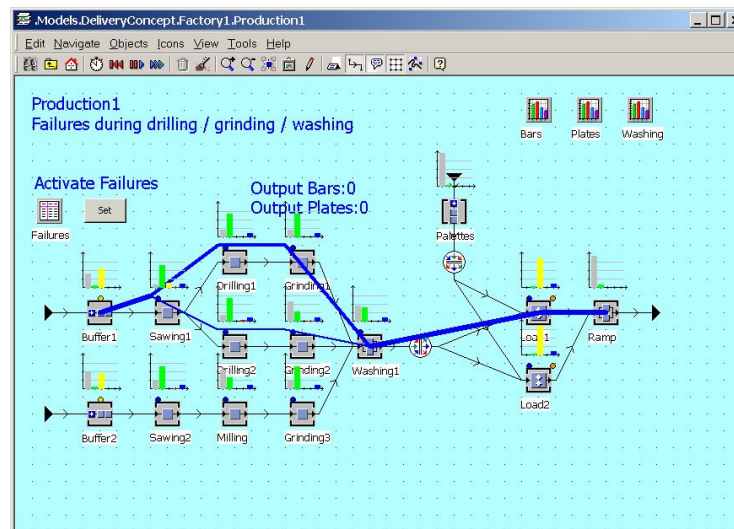 .Models.DeliveryConcept.Factory1.Production1
Edit Navigate Objects Icons View Tools Help
Production1
Failures during drilling / grinding / washing
Bars Plates Washing
Activate Failures
Output Bars:0
Output Plates:0
Set
Failures
Palettes
Drilling1 Grinding1
Buffer1 Sawing1 Load1 Ramp
Drilling2 Grinding2 Washing1
Load2
Buffer2 Sawing2 Milling Grinding3